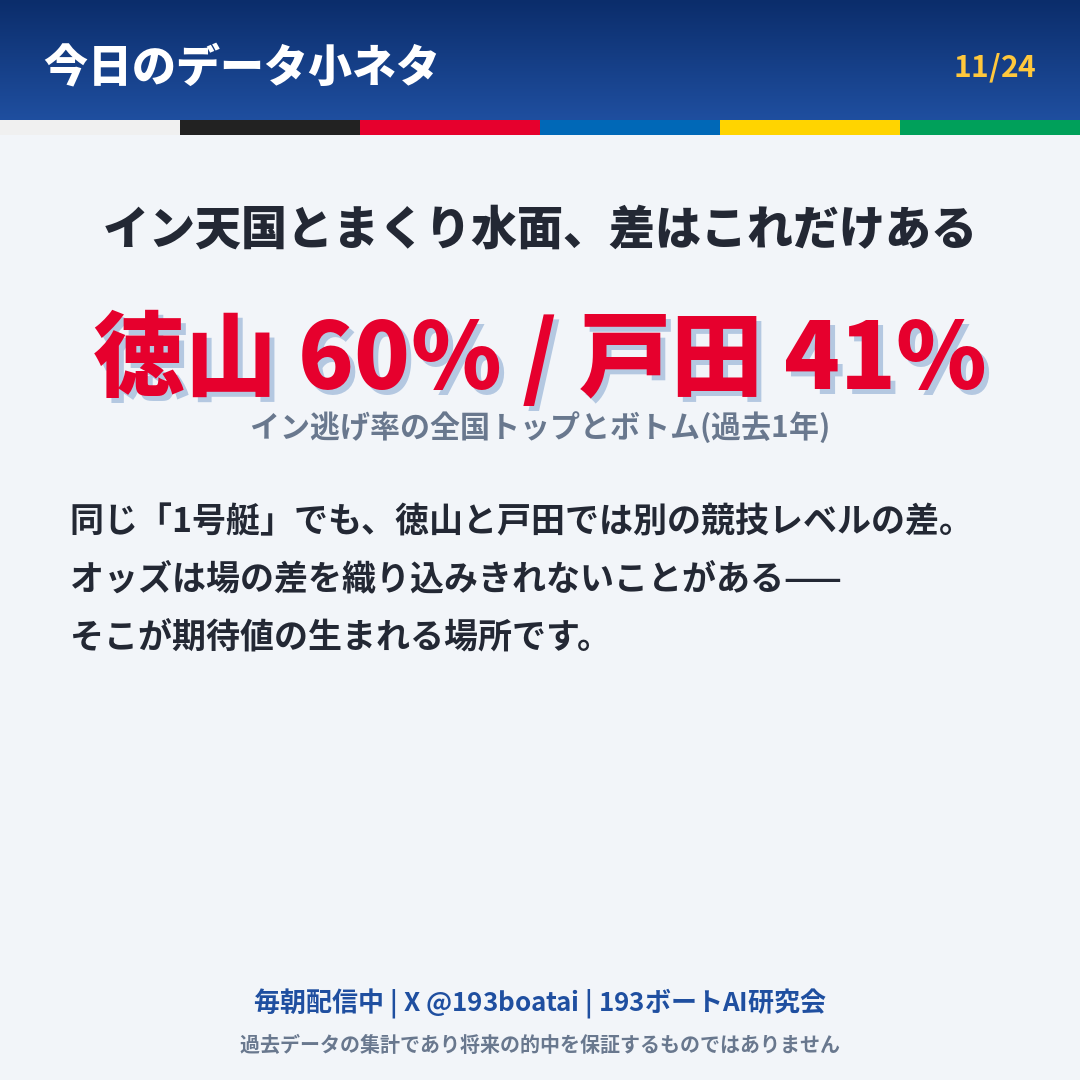 今日のデータ小ネタ
11/24
イン天国とまくり水面、差はこれだけある
徳山 60% / 戸田 41%
イン逃げ率の全国トップとボトム(過去1年)
同じ「1号艇」でも、徳山と戸田では別の競技レベルの差。
オッズは場の差を織り込みきれないことがある——
そこが期待値の生まれる場所です。
毎朝配信中 | X @193boatai | 193ボートAI研究会
過去データの集計であり将来の的中を保証するものではありません